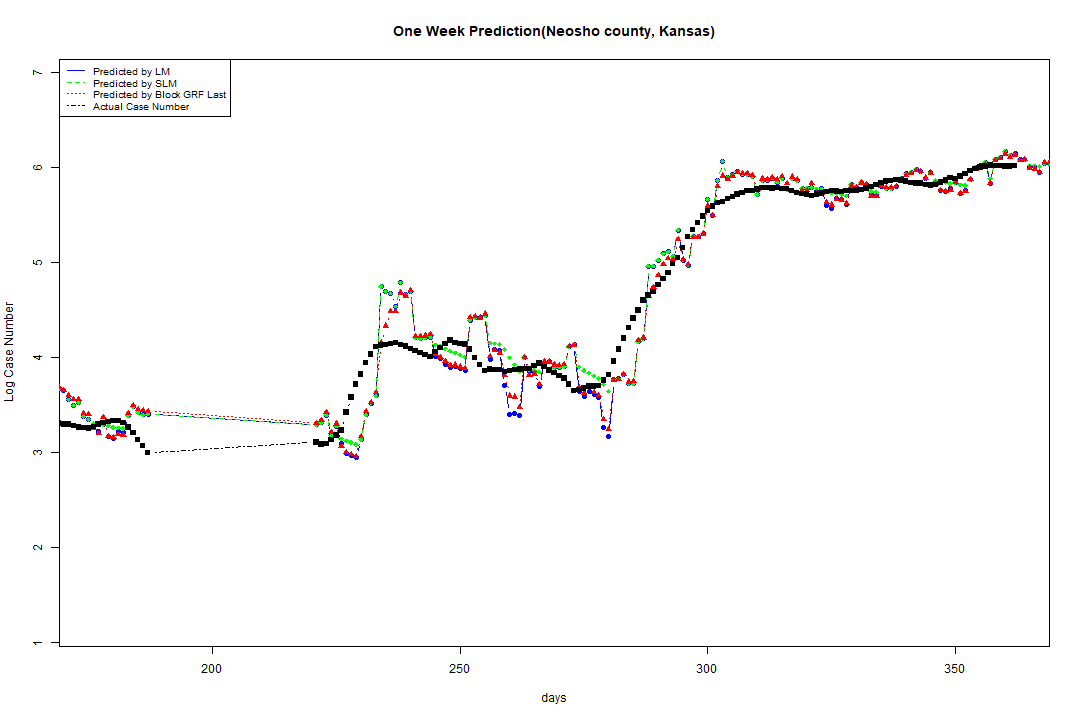 One Week Prediction(Neosho county, Kansas)
Predicted by LM
Predicted by SLM
Predicted by Block GRF Last
Actual Case Number
Log Case Number
7
6
5
4
3
2
1
200 250 300 350
days